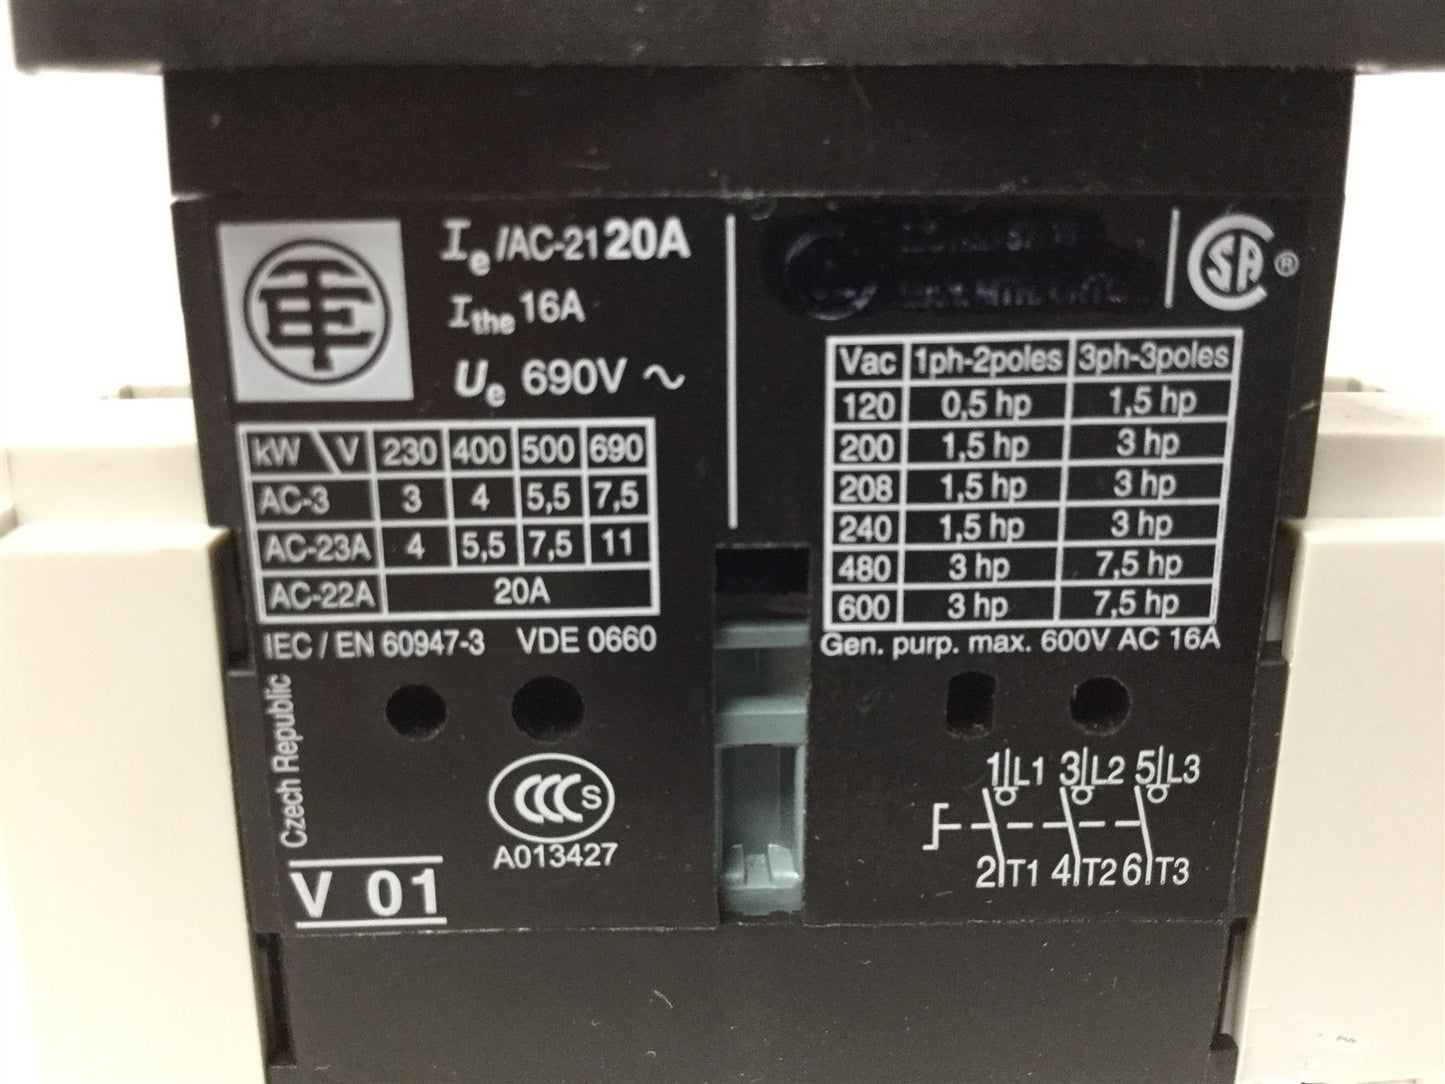 Ie/AC-21 20A
Ithe 16A
Ue 690V ~
kW \ V 230 400 500 690
AC-3 3 4 5,5 7,5
AC-23A 4 5,5 7,5 11
AC-22A 20A
IEC / EN 60947-3 VDE 0660
Czech Republic
CCC S
A013427
V 01
CSA ®
Vac 1ph-2poles 3ph-3poles
120 0,5 hp 1,5 hp
200 1,5 hp 3 hp
208 1,5 hp 3 hp
240 1,5 hp 3 hp
480 3 hp 7,5 hp
600 3 hp 7,5 hp
Gen. purp. max. 600V AC 16A
1 L1 3 L2 5 L3
2 T1 4 T2 6 T3